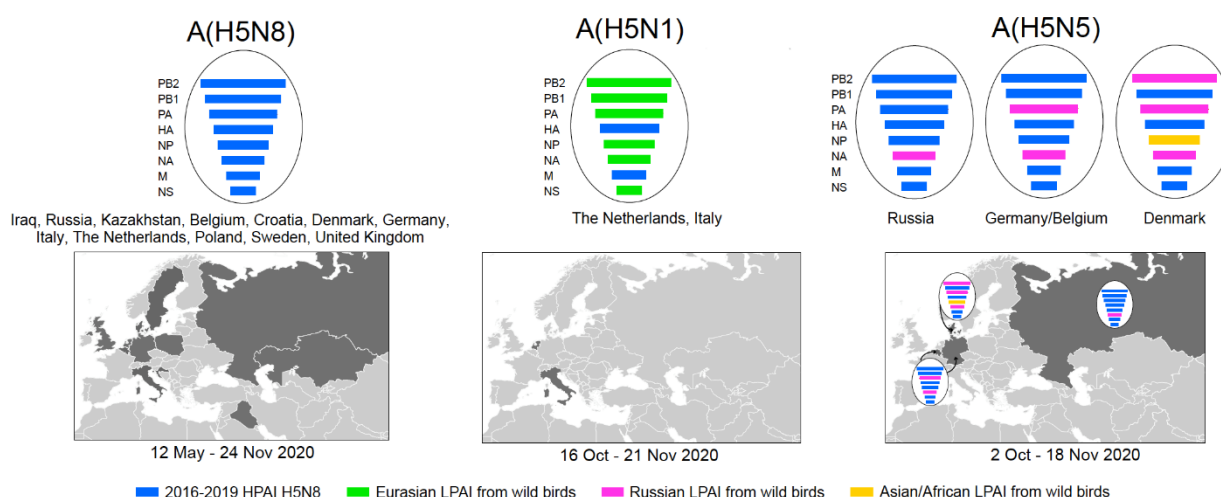 A(H5N8)
PB2
PB1
PA
HA
NP
NA
M
NS
Iraq, Russia, Kazakhstan, Belgium, Croatia, Denmark, Germany,
Italy, The Netherlands, Poland, Sweden, United Kingdom
12 May - 24 Nov 2020
A(H5N1)
PB2
PB1
PA
HA
NP
NA
M
NS
The Netherlands, Italy
16 Oct - 21 Nov 2020
A(H5N5)
PB2
PB1
PA
HA
NP
NA
M
NS
Russia
Germany/Belgium
Denmark
2 Oct - 18 Nov 2020
2016-2019 HPAI H5N8
Eurasian LPAI from wild birds
Russian LPAI from wild birds
Asian/African LPAI from wild birds